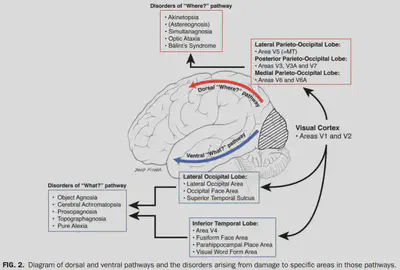 Disorders of "Where?" pathway
• Akinetopsia
• (Astereognosis)
• Simultanagnosia
• Optic Ataxia
• Bálint's Syndrome
Lateral Parieto-Occipital Lobe:
• Area V5 (=MT)
Posterior Parieto-Occipital Lobe:
• Areas V3, V3A and V7
Medial Parieto-Occipital Lobe:
• Areas V6 and V6A
Dorsal "Where?" pathway
Ventral "What?" pathway
Visual Cortex
• Areas V1 and V2
Lateral Occipital Lobe:
• Lateral Occipital Area
• Occipital Face Area
• Superior Temporal Sulcus
Disorders of "What?" pathway
• Object Agnosia
• Cerebral Achromatopsia
• Prosopagnosia
• Topographagnosia
• Pure Alexia
Inferior Temporal Lobe:
• Area V4
• Fusiform Face Area
• Parahippocampal Place Area
• Visual Word Form Area
FIG. 2. Diagram of dorsal and ventral pathways and the disorders arising from damage to specific areas in those pathways.